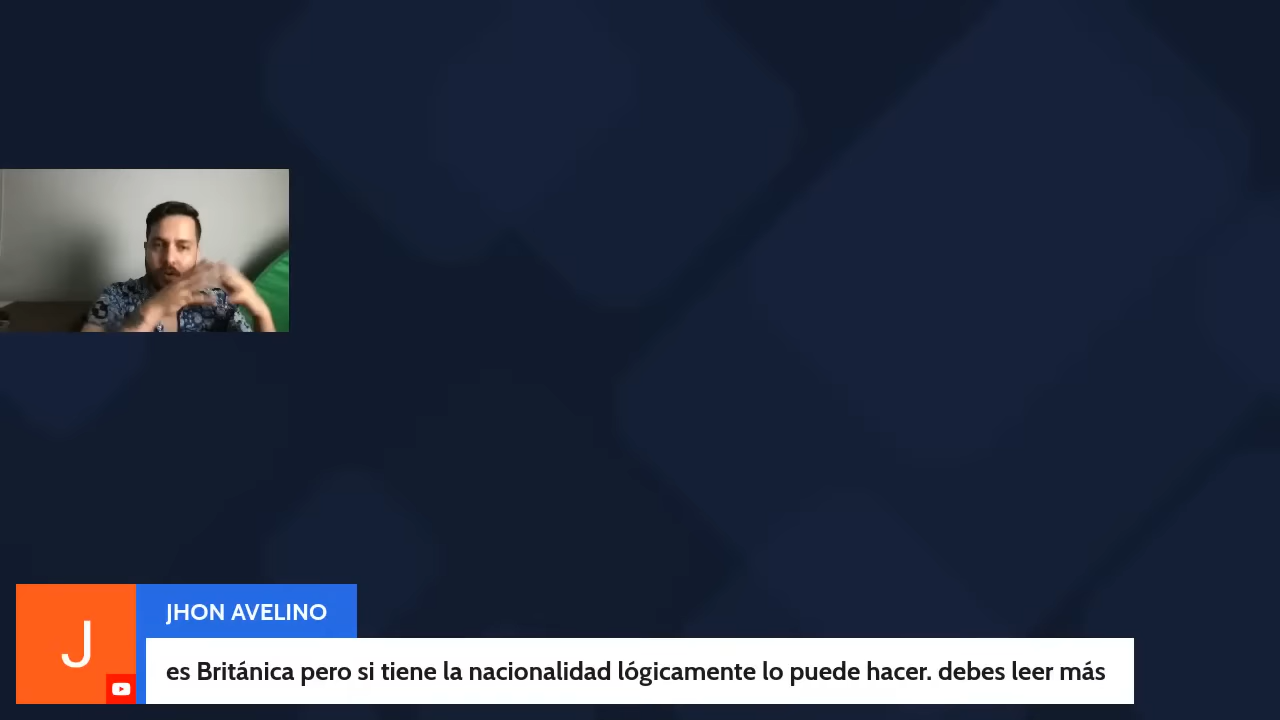 J
JHON AVELINO
es Británica pero si tiene la nacionalidad lógicamente lo puede hacer. debes leer más